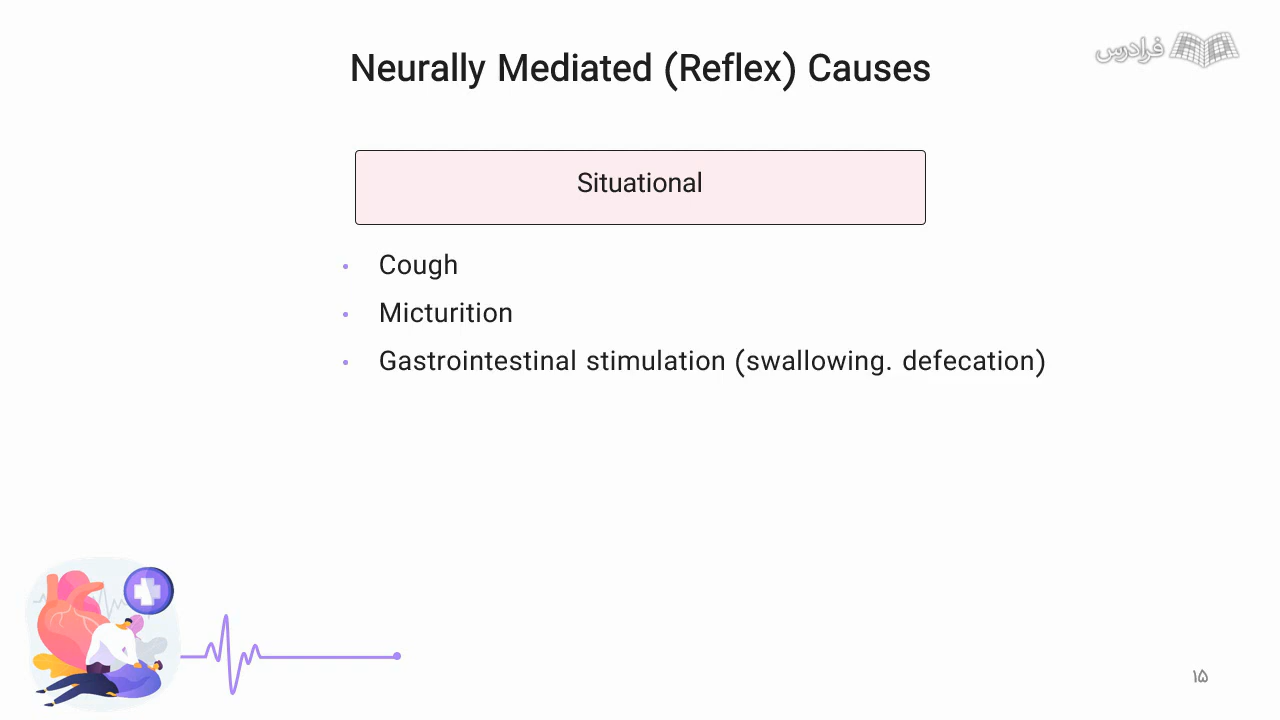 Neurally Mediated (Reflex) Causes
فرادرس
Situational
• Cough
• Micturition
• Gastrointestinal stimulation (swallowing. defecation)
۱۵